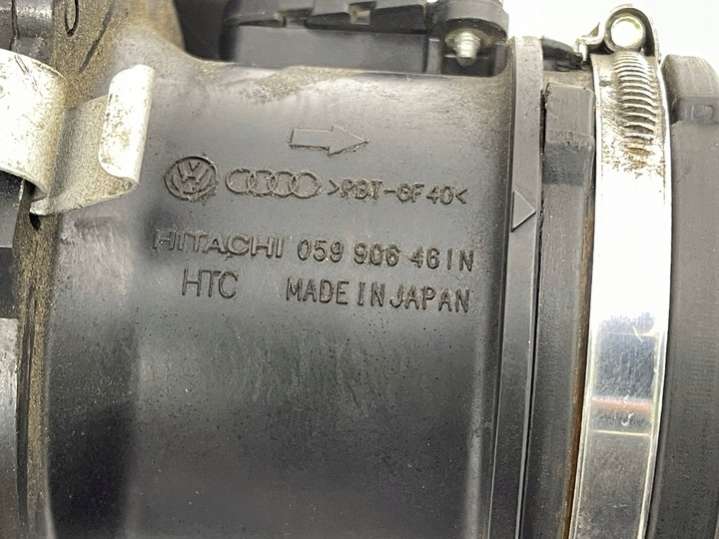 >PBT-GF40<
HITACHI 059 906 461N
HTC MADE IN JAPAN